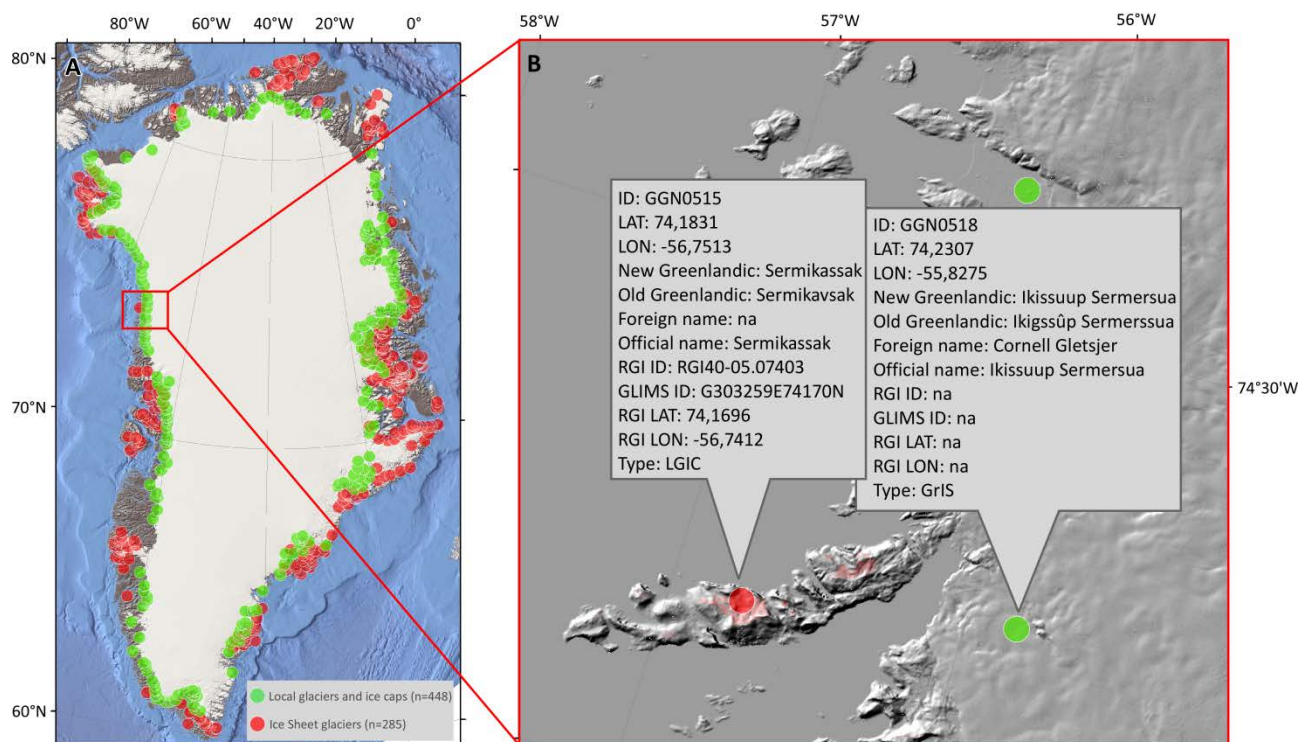 60°W 40°W 20°W 0°
80°N
70°N
60°N
A
Local glaciers and ice caps (n=448)
Ice Sheet glaciers (n=285)
58°W 57°W 56°W
B
74°30'W
ID: GGN0515
LAT: 74,1831
LON: -56,7513
New Greenlandic: Sermikassak
Old Greenlandic: Sermikavsak
Foreign name: na
Official name: Sermikassak
RGI ID: RGI40-05.07403
GLIMS ID: G303259E74170N
RGI LAT: 74,1696
RGI LON: -56,7412
Type: LGIC
ID: GGN0518
LAT: 74,2307
LON: -55,8275
New Greenlandic: Ikissuup Sermersua
Old Greenlandic: Ikigssûp Sermerssua
Foreign name: Cornell Gletsjer
Official name: Ikissuup Sermersua
RGI ID: na
GLIMS ID: na
RGI LAT: na
RGI LON: na
Type: GrIS